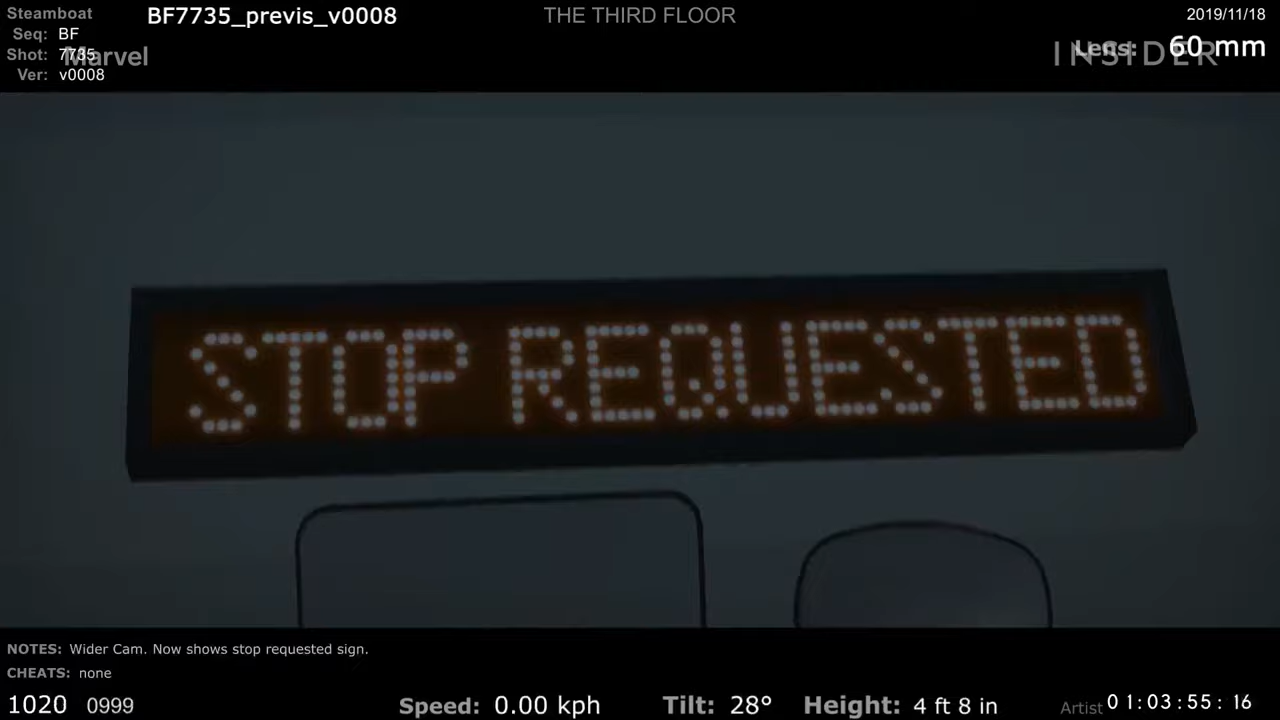 Steamboat
BF7735_previs_v0008
THE THIRD FLOOR
2019/11/18
Seq: BF
Shot: 7735
Marvel
INSIDER
Lens: 60 mm
Ver: v0008
STOP REQUESTED
NOTES: Wider Cam. Now shows stop requested sign.
CHEATS: none
1020 0999
Speed: 0.00 kph
Tilt: 28°
Height: 4 ft 8 in
Artist 01:03:55:16